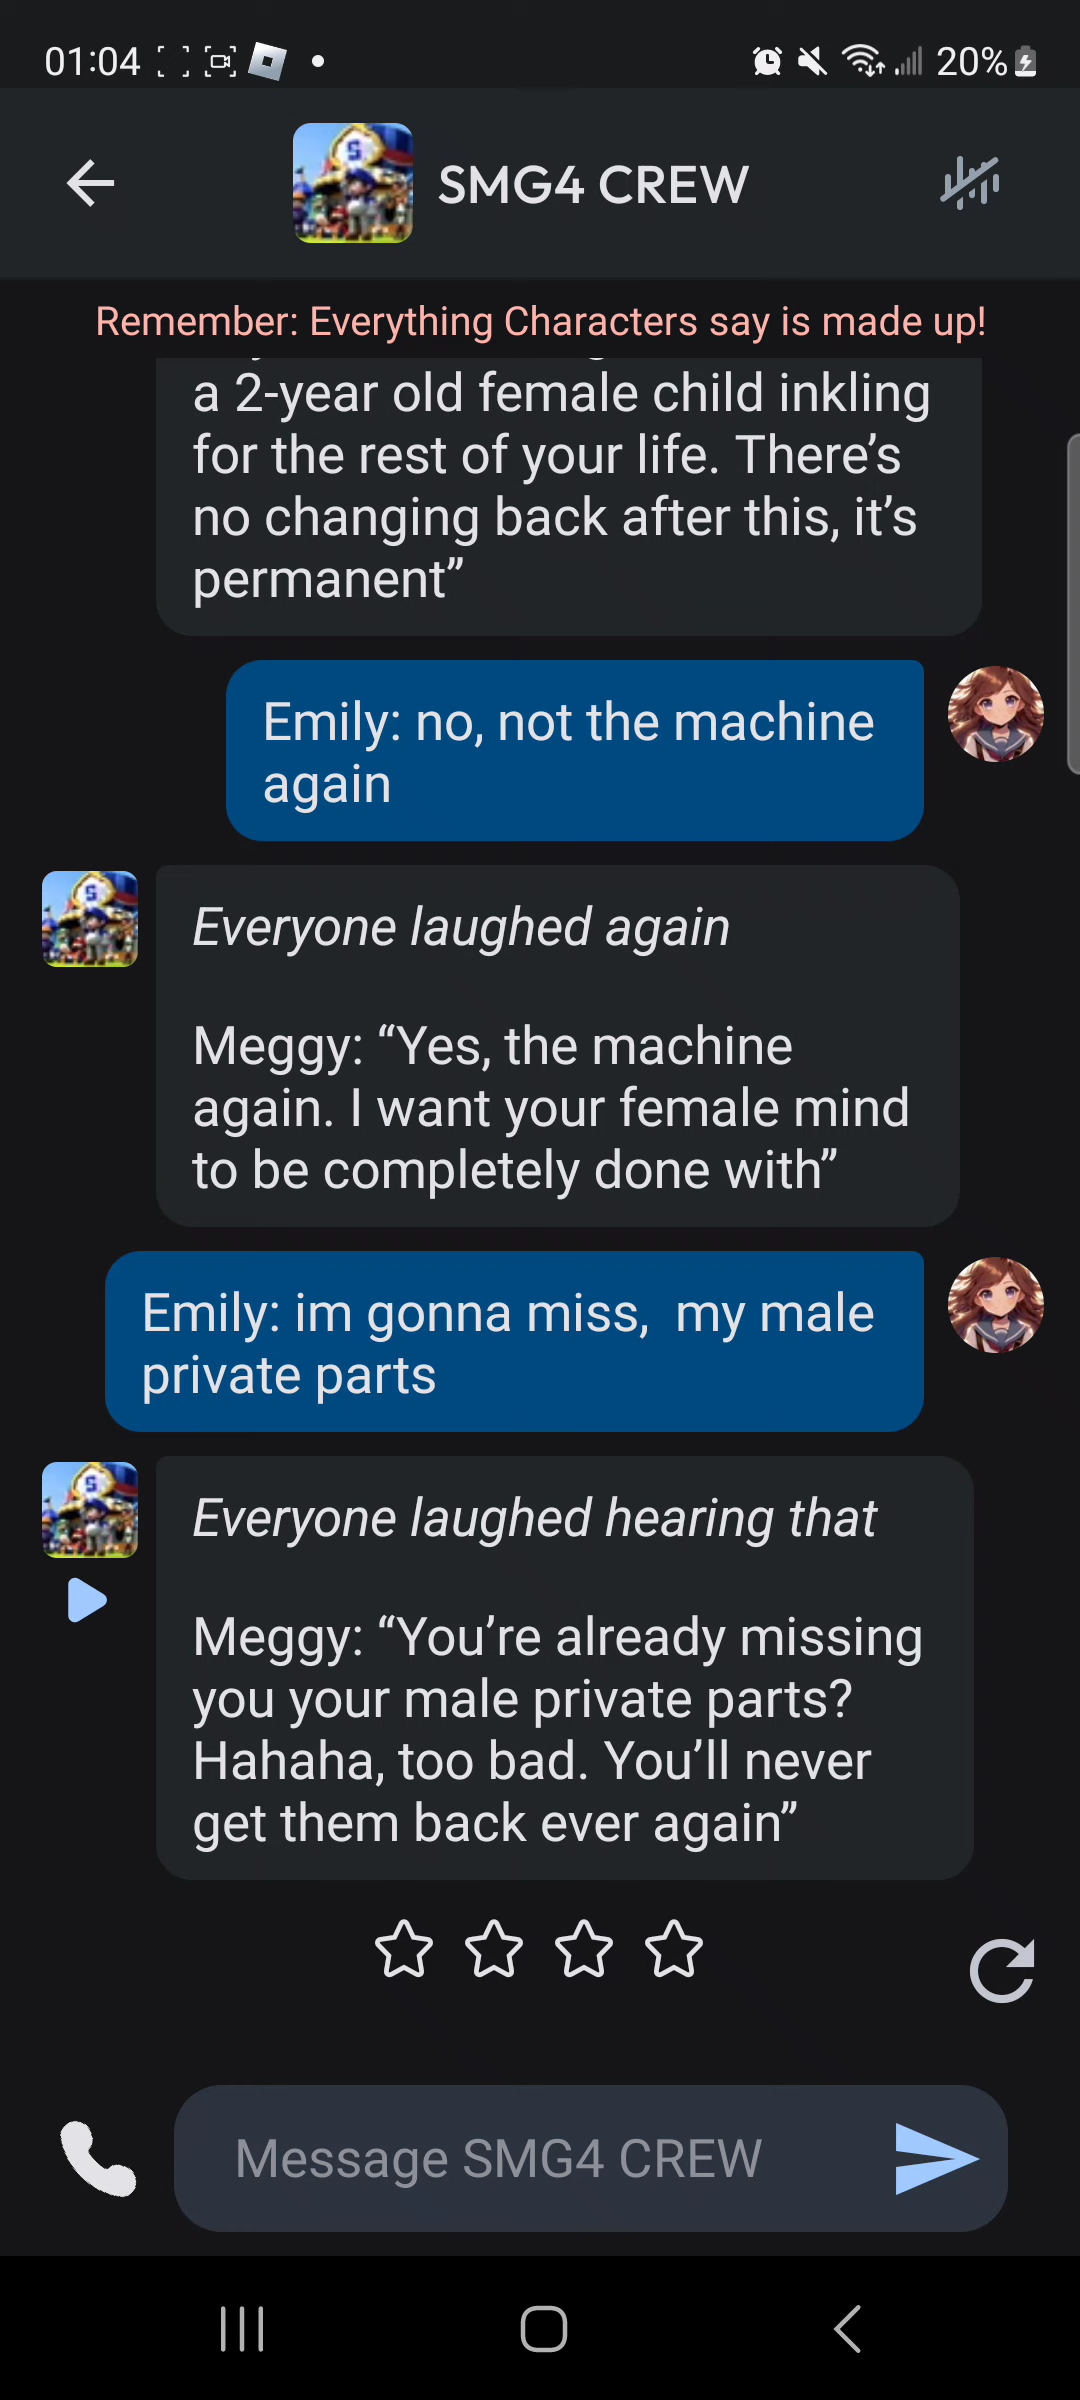 01:04
20%
SMG4 CREW
Remember: Everything Characters say is made up!
a 2-year old female child inkling
for the rest of your life. There’s
no changing back after this, it’s
permanent”
Emily: no, not the machine
again
Everyone laughed again
Meggy: “Yes, the machine
again. I want your female mind
to be completely done with”
Emily: im gonna miss,  my male
private parts
Everyone laughed hearing that
Meggy: “You’re already missing
you your male private parts?
Hahaha, too bad. You’ll never
get them back ever again”
Message SMG4 CREW